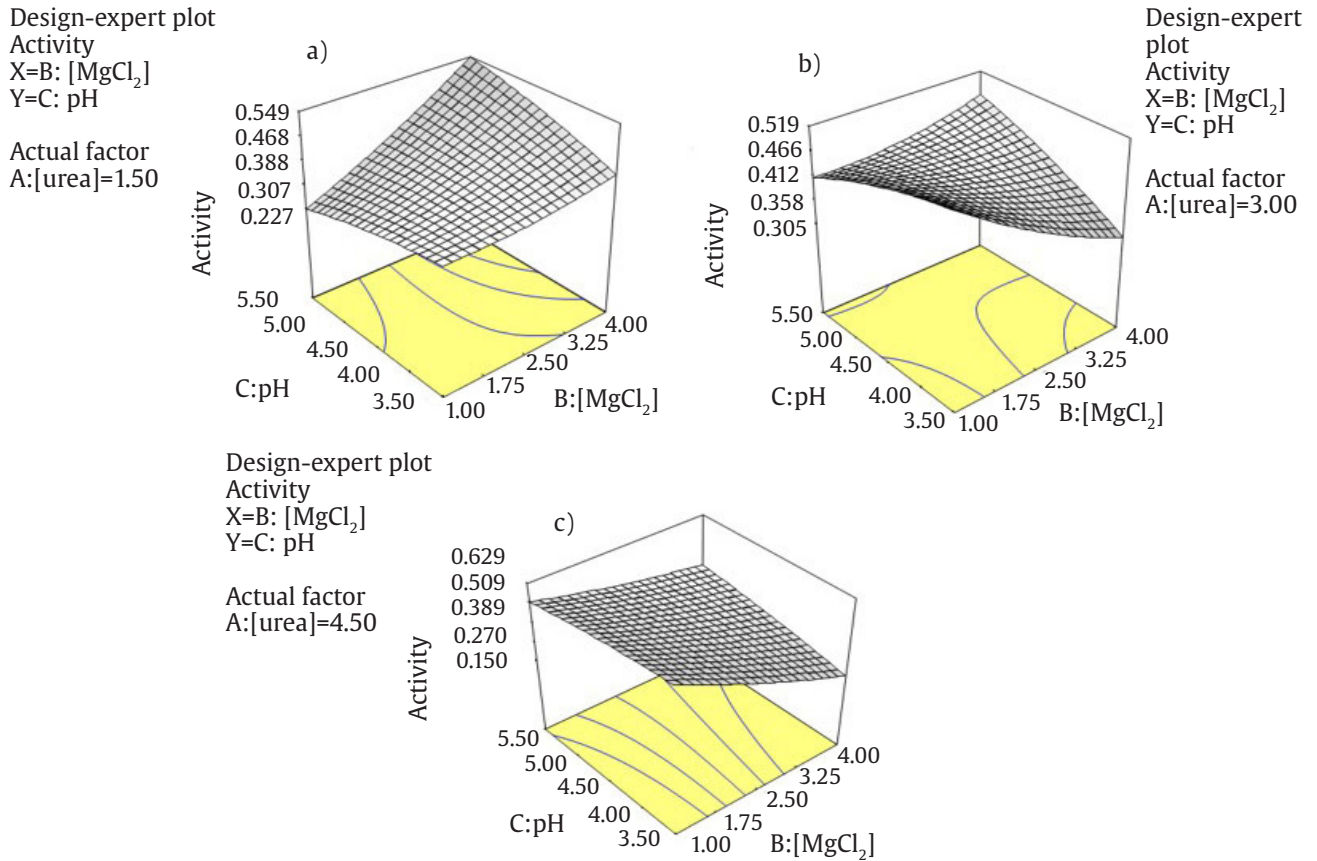 Design-expert plot
Activity
X=B: [MgCl₂]
Y=C: pH
Actual factor
A:[urea]=1.50
a)
0.549
0.468
0.388
0.307
0.227
Activity
5.50
5.00
4.50
4.00
3.50
C:pH
1.00
1.75
2.50
3.25
4.00
B:[MgCl₂]
b)
Design-expert
plot
Activity
X=B: [MgCl₂]
Y=C: pH
Actual factor
A:[urea]=3.00
0.519
0.466
0.412
0.358
0.305
Activity
5.50
5.00
4.50
4.00
3.50
C:pH
1.00
1.75
2.50
3.25
4.00
B:[MgCl₂]
Design-expert plot
Activity
X=B: [MgCl₂]
Y=C: pH
Actual factor
A:[urea]=4.50
c)
0.629
0.509
0.389
0.270
0.150
Activity
5.50
5.00
4.50
4.00
3.50
C:pH
1.00
1.75
2.50
3.25
4.00
B:[MgCl₂]